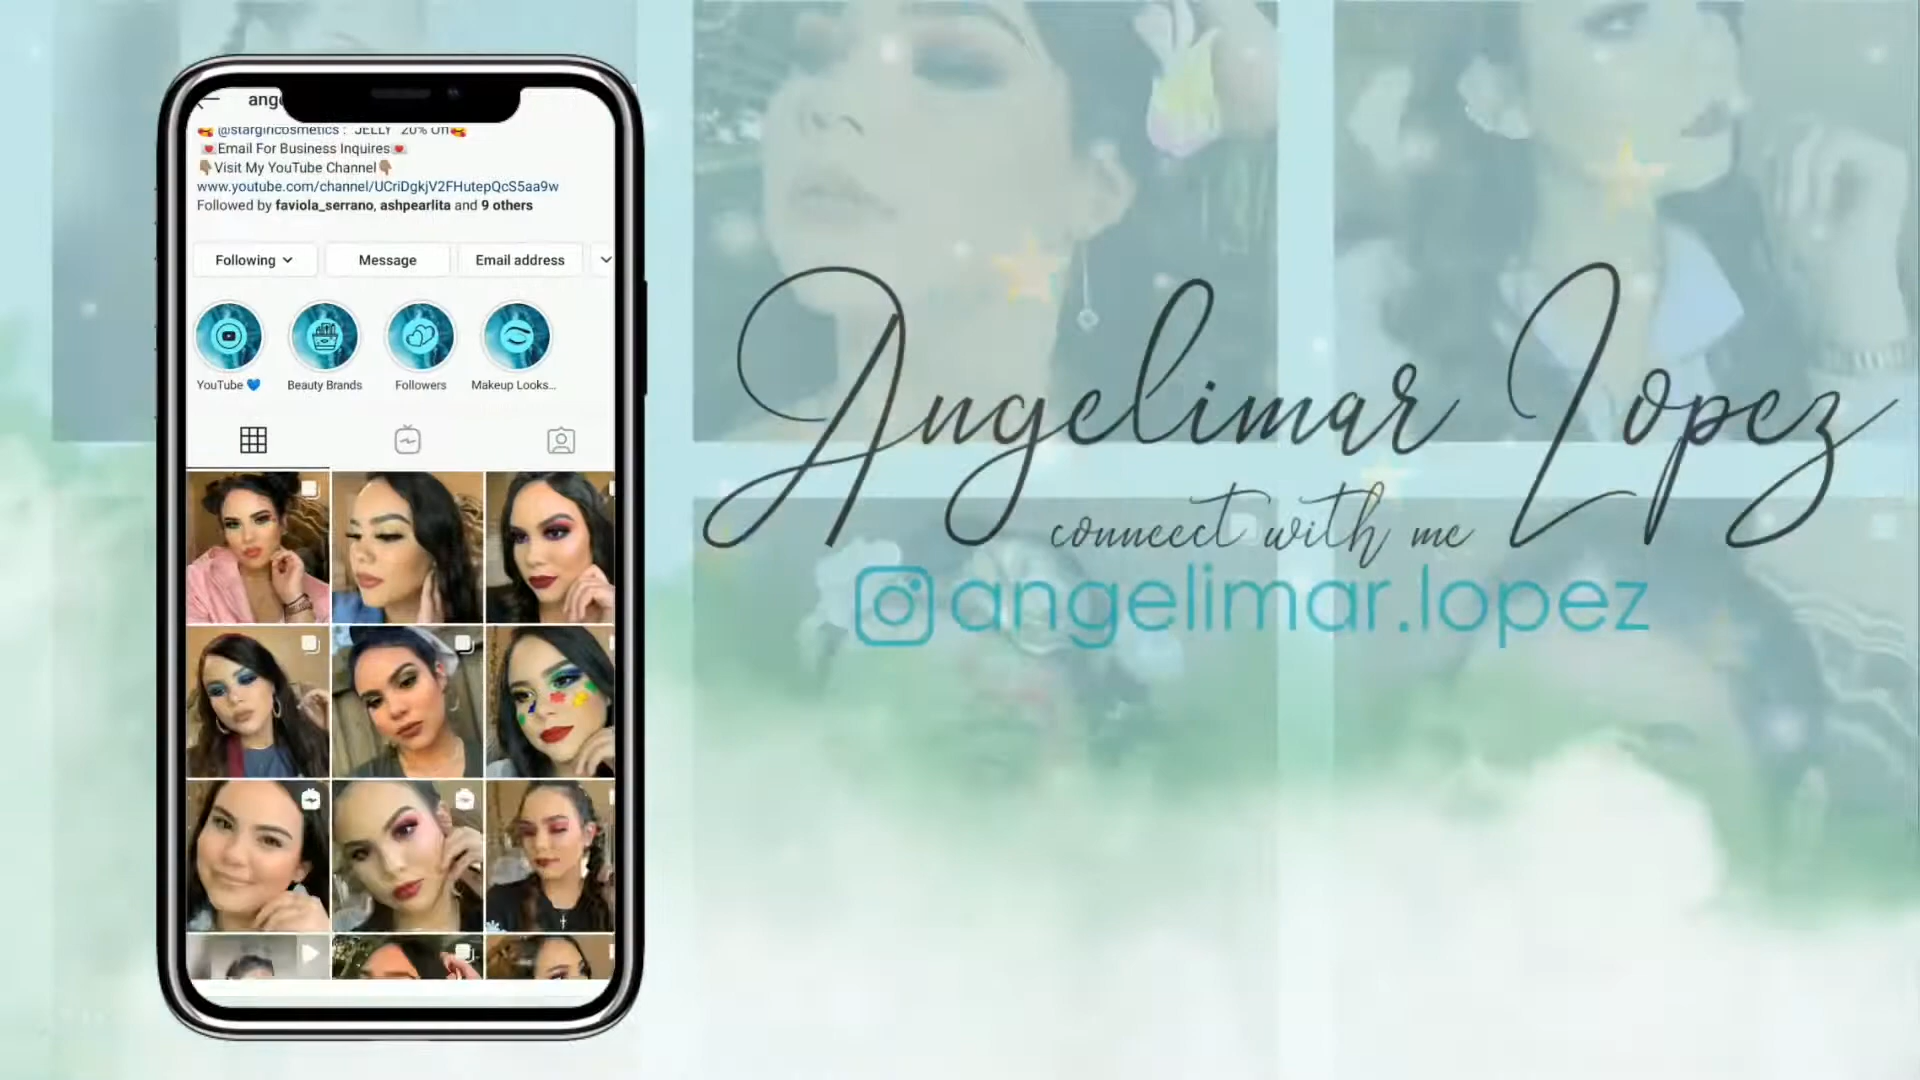 ang
@stargirlcosmetics : "JELLY" 20% Off
Email For Business Inquires
Visit My YouTube Channel
www.youtube.com/channel/UCriDgkjV2FHutepQcS5aa9w
Followed by faviola_serrano, ashpearlita and 9 others
Following Message Email address
YouTube 💙 Beauty Brands Followers Makeup Looks...
Angelimar Lopez
conneect with me
angelimar.lopez